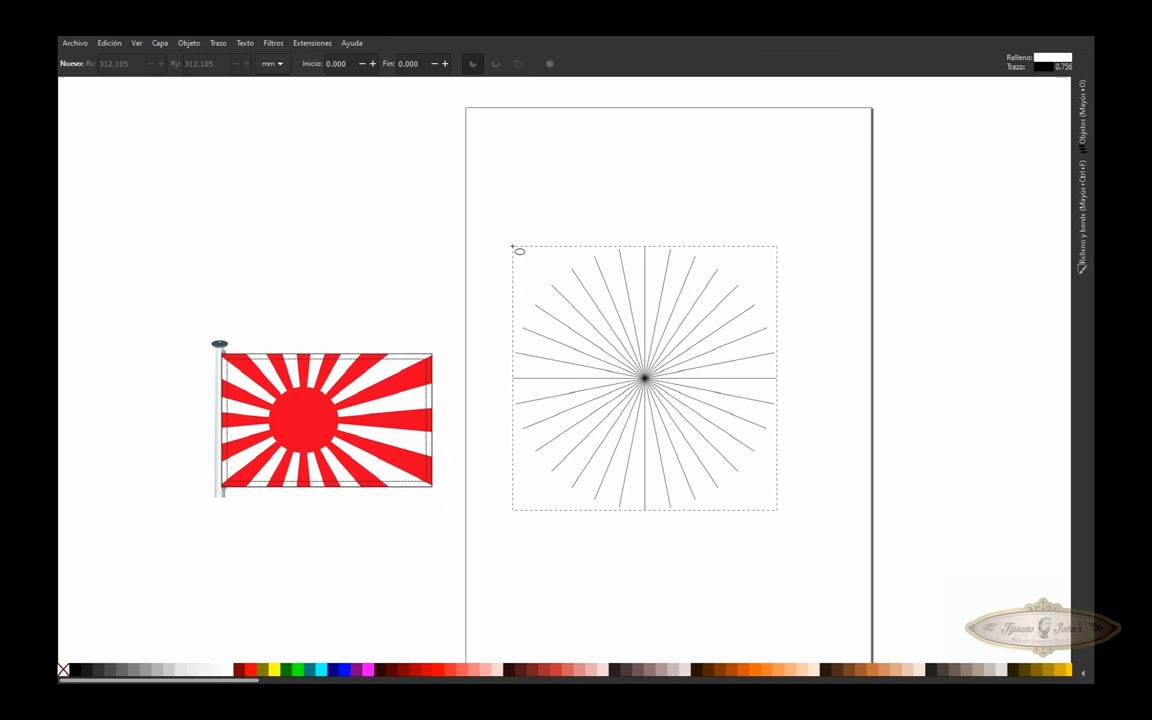 Archivo Edición Ver Capa Objeto Trazo Texto Filtros Extensiones Ayuda
Nuevo: Rx: 312.105 Ry: 312.105 mm Inicio: 0.000 Fin: 0.000
Relleno:
Trazo: 0.756
Objetos (Mayús+O)
Relleno y borde (Mayús+Ctrl+F)
Tijuana John's